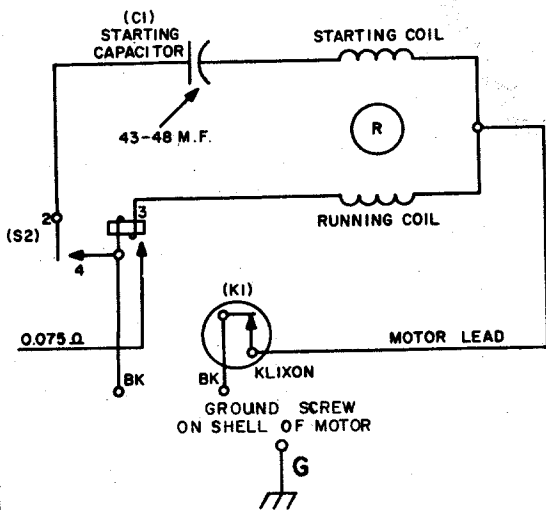 (C1)
STARTING
CAPACITOR
STARTING COIL
43-48 M.F.
R
2
3
(S2)
4
RUNNING COIL
(K1)
0.075 Ω
MOTOR LEAD
BK
BK
KLIXON
GROUND SCREW
ON SHELL OF MOTOR
G